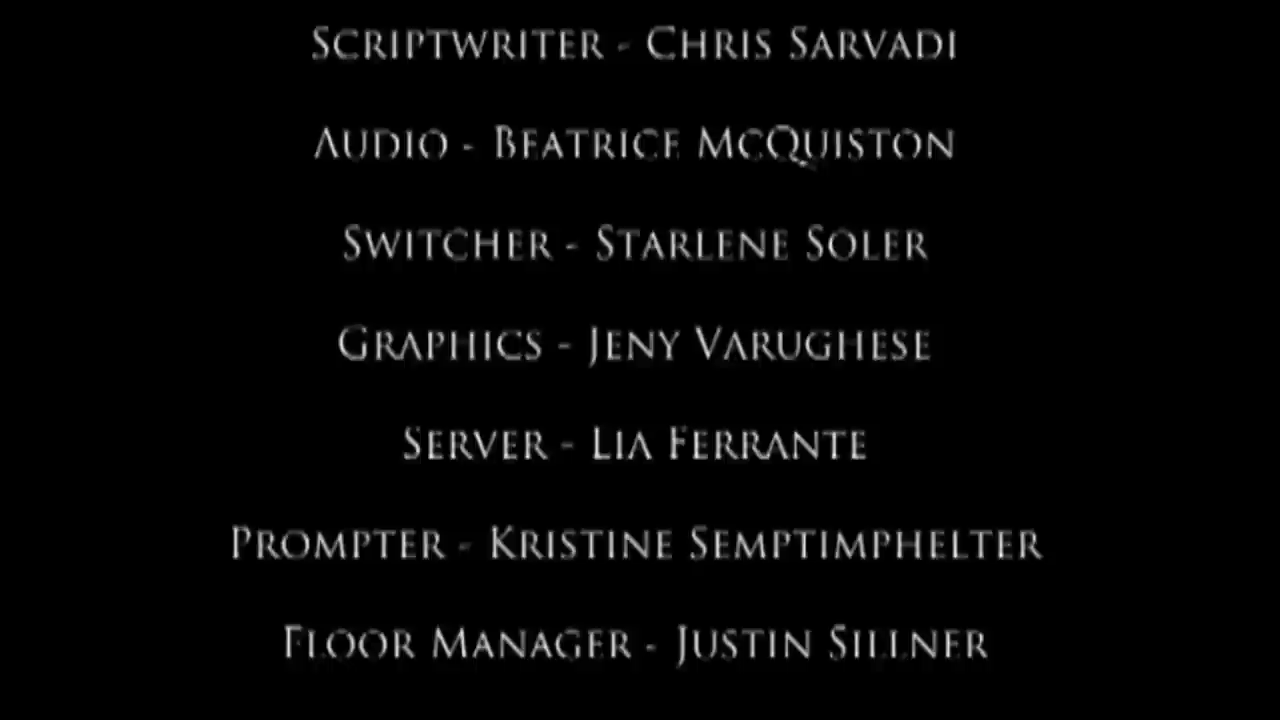 Scriptwriter - Chris Sarvadi
Audio - Beatrice McQuiston
Switcher - Starlene Soler
Graphics - Jeny Varughese
Server - Lia Ferrante
Prompter - Kristine Semptimphelter
Floor Manager - Justin Sillner